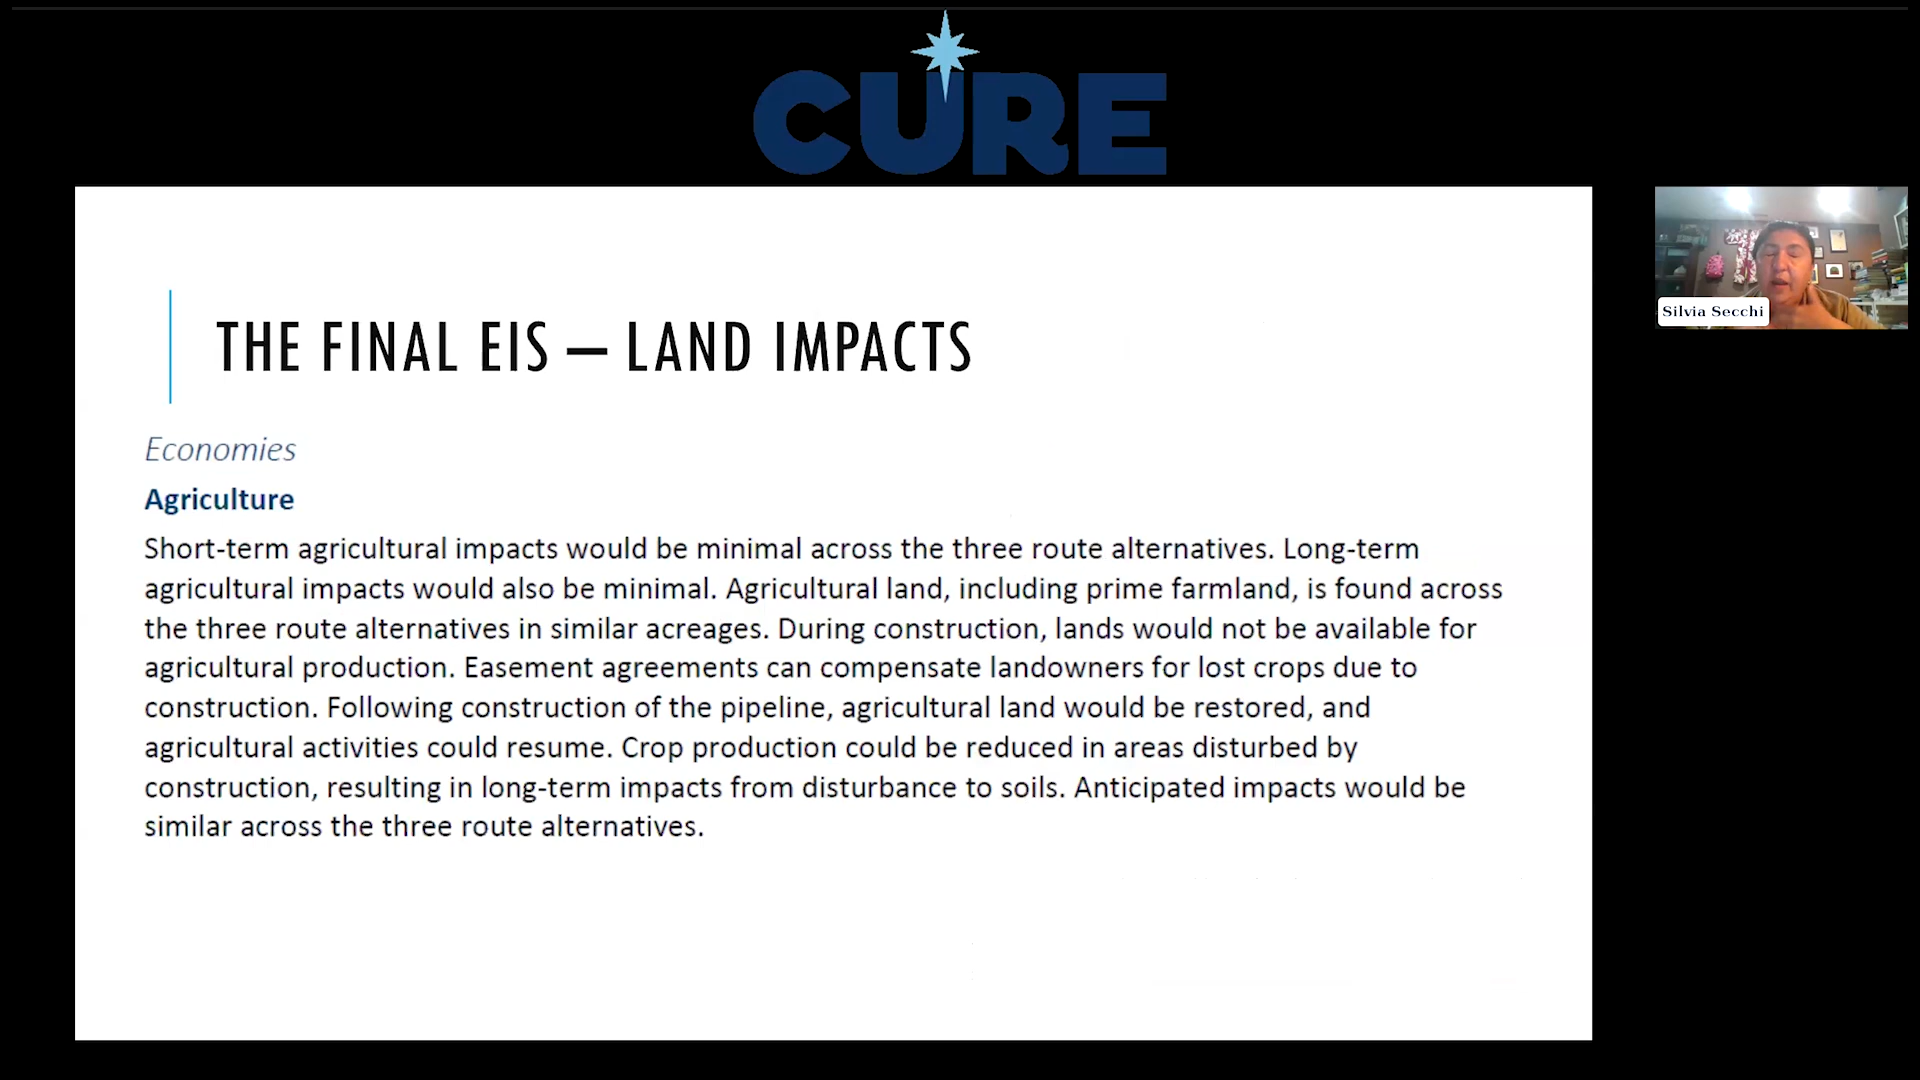 CURE
THE FINAL EIS – LAND IMPACTS
Economies
Agriculture
Short-term agricultural impacts would be minimal across the three route alternatives. Long-term
agricultural impacts would also be minimal. Agricultural land, including prime farmland, is found across
the three route alternatives in similar acreages. During construction, lands would not be available for
agricultural production. Easement agreements can compensate landowners for lost crops due to
construction. Following construction of the pipeline, agricultural land would be restored, and
agricultural activities could resume. Crop production could be reduced in areas disturbed by
construction, resulting in long-term impacts from disturbance to soils. Anticipated impacts would be
similar across the three route alternatives.
Silvia Secchi